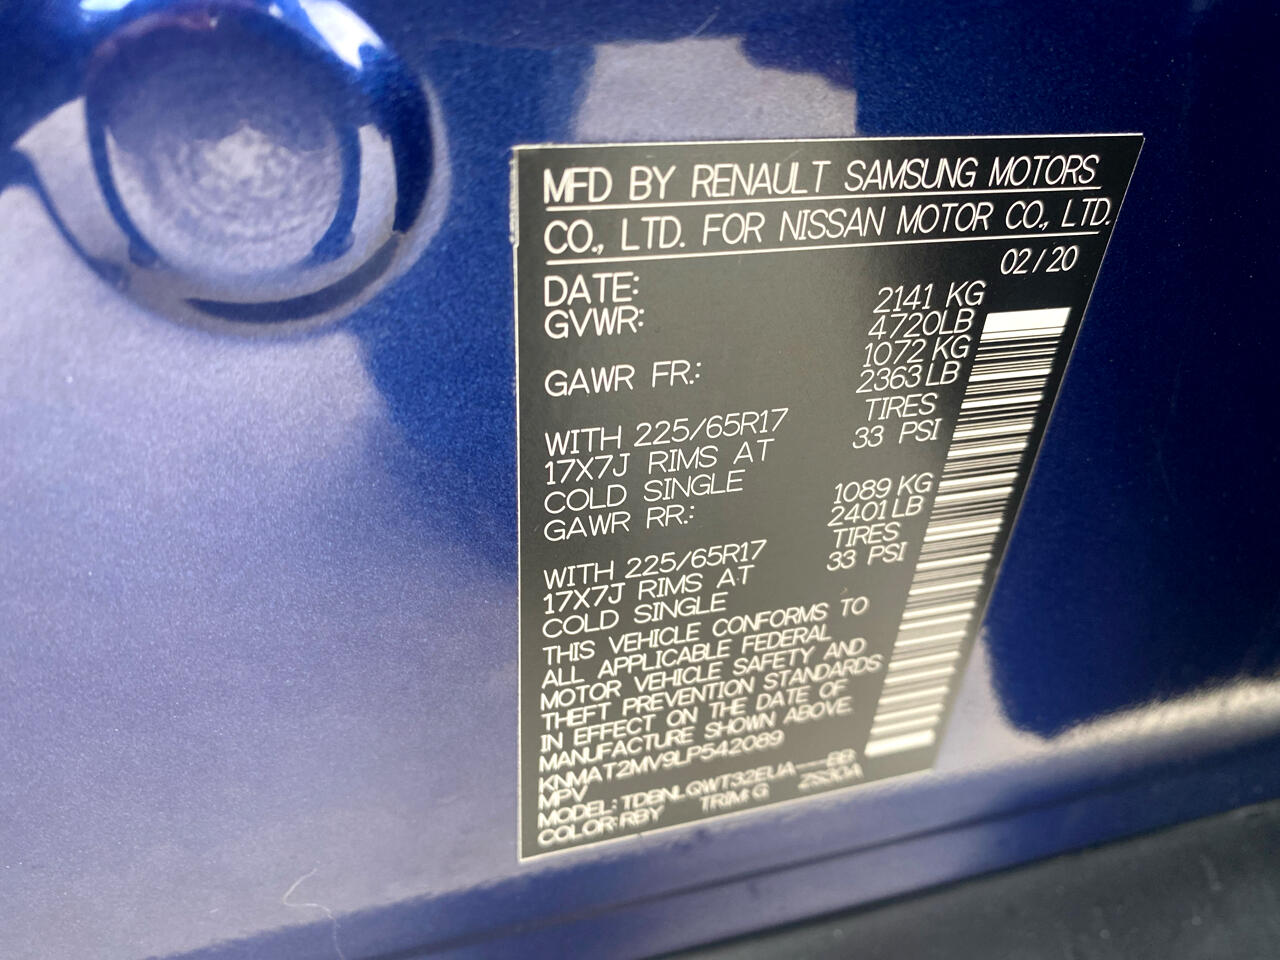 MFD BY RENAULT SAMSUNG MOTORS
CO., LTD. FOR NISSAN MOTOR CO., LTD.
DATE: 02/20
GVWR: 2141 KG
4720LB
GAWR FR.: 1072 KG
2363 LB
WITH 225/65R17 TIRES
17X7J RIMS AT 33 PSI
COLD SINGLE
GAWR RR.: 1089 KG
2401 LB
WITH 225/65R17 TIRES
17X7J RIMS AT 33 PSI
COLD SINGLE
THIS VEHICLE CONFORMS TO
ALL APPLICABLE FEDERAL
MOTOR VEHICLE SAFETY AND
THEFT PREVENTION STANDARDS
IN EFFECT ON THE DATE OF
MANUFACTURE SHOWN ABOVE.
KNMAT2MV9LP542089
MPV
MODEL: TDBNLQWT32EUA---BB
COLOR: RBY TRIM: G